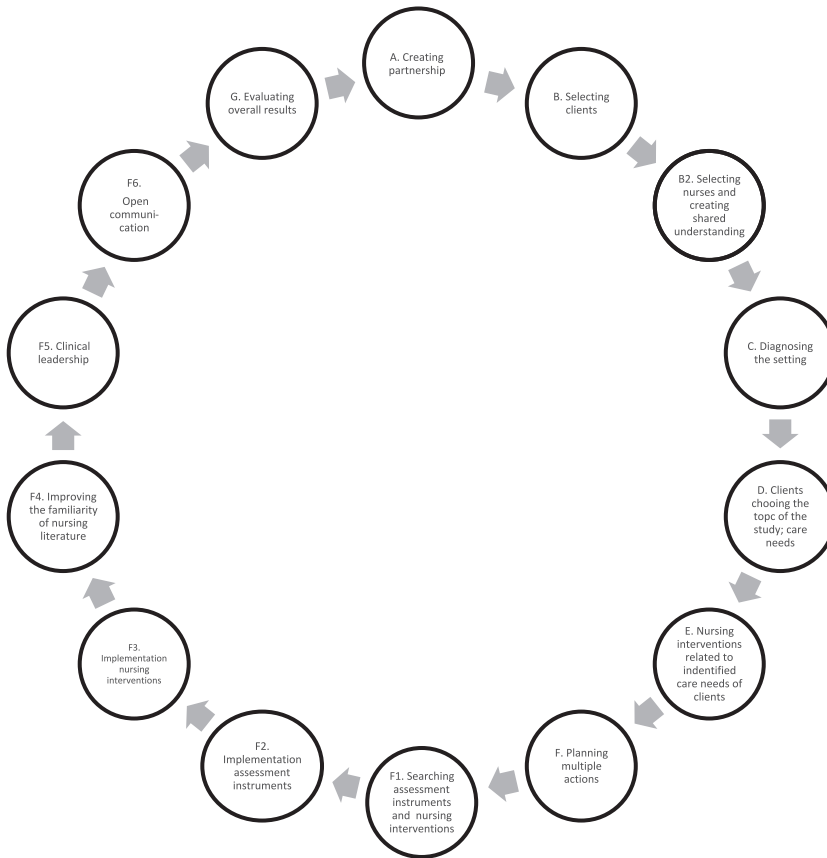 A. Creating
partnership
B. Selecting
clients
B2. Selecting
nurses and
creating
shared
understanding
C. Diagnosing
the setting
D. Clients
chooing the
topc of the
study; care
needs
E. Nursing
interventions
related to
indentified
care needs of
clients
F. Planning
multiple
actions
F1. Searching
assessment
instruments
and nursing
interventions
F2.
Implementation
assessment
instruments
F3.
Implementation
nursing
interventions
F4. Improving
the familiarity
of nursing
literature
F5. Clinical
leadership
F6.
Open
communi-
cation
G. Evaluating
overall results